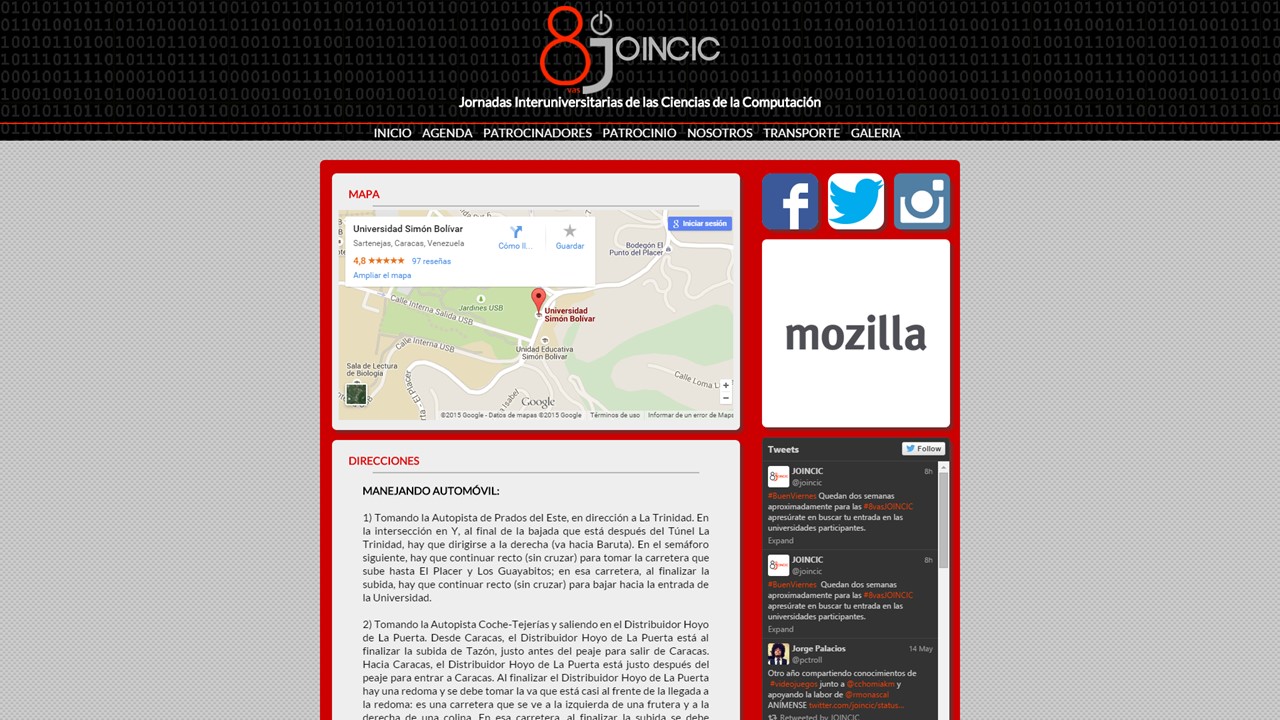 8vas JOINCIC
Jornadas Interuniversitarias de las Ciencias de la Computación
INICIO AGENDA PATROCINADORES PATROCINIO NOSOTROS TRANSPORTE GALERIA
MAPA
Universidad Simón Bolívar
Sartenejas, Caracas, Venezuela
4,8 ★★★★★ 97 reseñas
Ampliar el mapa
Cómo ll...
Guardar
Iniciar sesión
Bodegón El
Punto del Placer
Calle Interna Salida USB
Jardines USB
Universidad
Simón Bolívar
Calle Interna USB
Unidad Educativa
Simón Bolívar
Sala de Lectura
de Biología
Calle Loma L
Google
©2015 Google - Datos de mapas ©2015 Google
Términos de uso
Informar de un error de Maps
DIRECCIONES
MANEJANDO AUTOMÓVIL:
1) Tomando la Autopista de Prados del Este, en dirección a La Trinidad. En
la intersección en Y, al final de la bajada que está después del Túnel La
Trinidad, hay que dirigirse a la derecha (va hacia Baruta). En el semáforo
siguiente, hay que continuar recto (sin cruzar) para tomar la carretera que
sube hasta El Placer y Los Guayabitos; en esa carretera, al finalizar la
subida, hay que continuar recto (sin cruzar) para bajar hacia la entrada de
la Universidad.
2) Tomando la Autopista Coche-Tejerías y saliendo en el Distribuidor Hoyo
de La Puerta. Desde Caracas, el Distribuidor Hoyo de La Puerta está al
finalizar la subida de Tazón, justo antes del peaje para salir de Caracas.
Hacia Caracas, el Distribuidor Hoyo de La Puerta está justo después del
peaje para entrar a Caracas. Al finalizar el Distribuidor Hoyo de La Puerta
hay una redoma y se debe tomar la va que está casi al frente de la llegada a
la redoma, es una carretera que se ve a la izquierda de una frutera y a la
derecha de una colina. En esa carretera, al finalizar la subida se debe
mozilla
Tweets
Follow
JOINCIC 8h
@joincic
#BuenViernes Quedan dos semanas
aproximadamente para las #8vasJOINCIC
apresúrate en buscar tu entrada en las
universidades participantes.
Expand
JOINCIC 8h
@joincic
#BuenViernes Quedan dos semanas
aproximadamente para las #8vasJOINCIC
apresúrate en buscar tu entrada en las
universidades participantes.
Expand
Jorge Palacios 14 May
@pctroll
Otro año compartiendo conocimientos de
#videojuegos junto a @cchomiakm y
apoyando la labor de @rmonascal
ANÍMENSE twitter.com/joincic/status...
Retweeted by JOINCIC